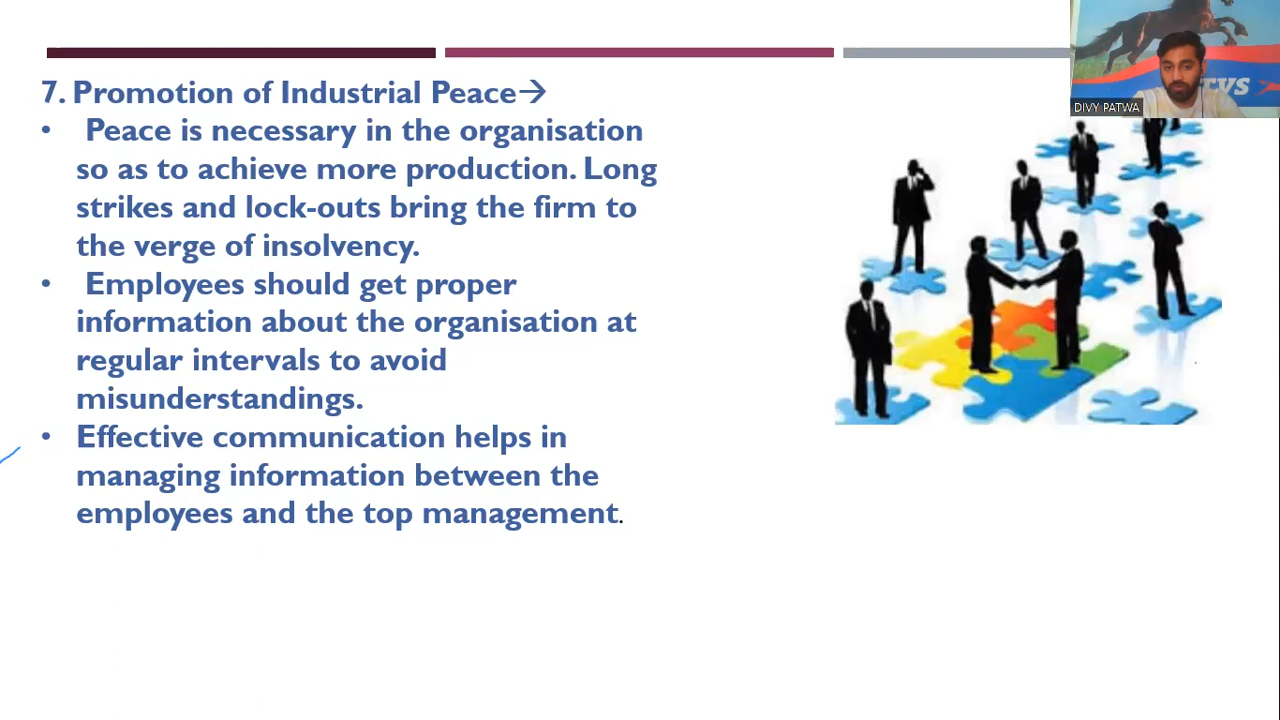 7. Promotion of Industrial Peace→
• Peace is necessary in the organisation
so as to achieve more production. Long
strikes and lock-outs bring the firm to
the verge of insolvency.
• Employees should get proper
information about the organisation at
regular intervals to avoid
misunderstandings.
• Effective communication helps in
managing information between the
employees and the top management.
TVS
DIVY PATWA